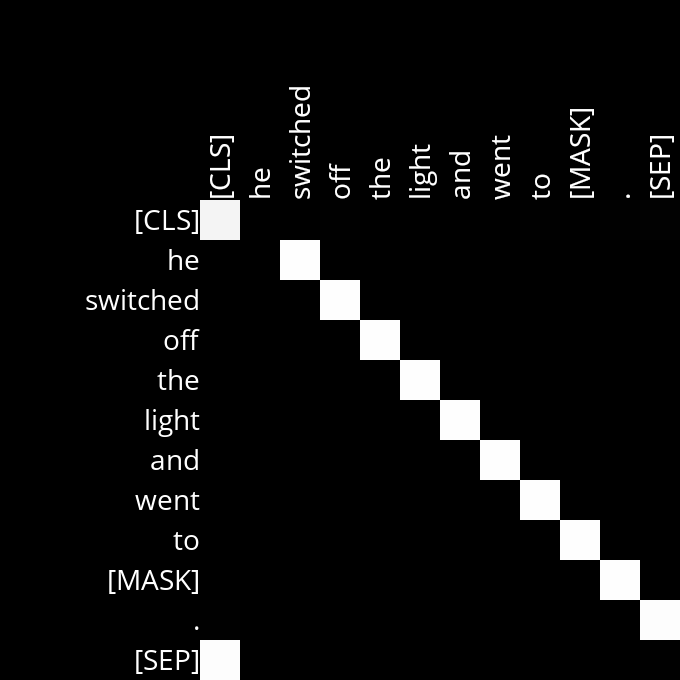 [CLS]
he
switched
off
the
light
and
went
to
[MASK]
.
[SEP]
[CLS]
he
switched
off
the
light
and
went
to
[MASK]
.
[SEP]